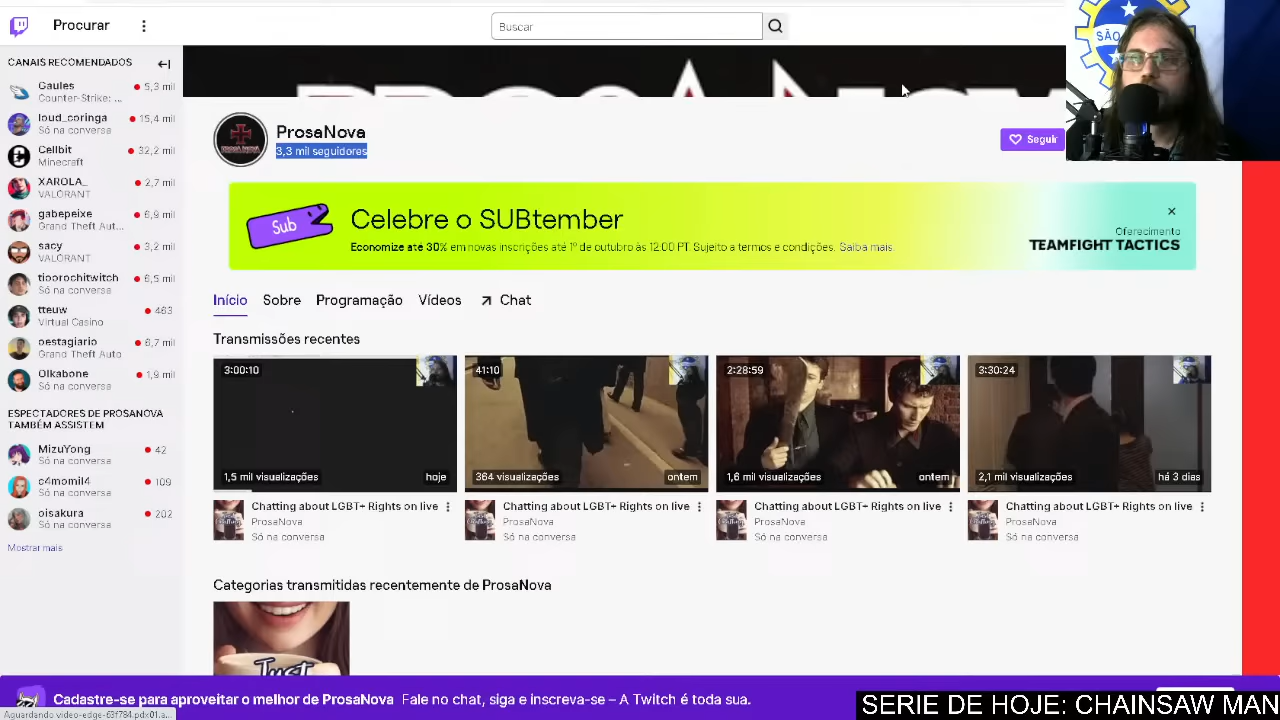 Procurar
Buscar
CANAIS RECOMENDADOS
Gaules
Counter-Strike: ...
5,3 mil
loud_coringa
Só na conversa
15,4 mil
Cellbit
Minecraft
32,2 mil
XAROLA_
VALORANT
2,7 mil
gabepeixe
Grand Theft Aut...
6,9 mil
sacy
VALORANT
3,2 mil
tioorochitwitch
Só na conversa
6,5 mil
tteuw
Virtual Casino
463
oestagiario
Grand Theft Auto
6,7 mil
Olkabone
Só na conversa
1,9 mil
ESPECTADORES DE PROSANOVA
TAMBÉM ASSISTEM
MizuYong
Só na conversa
42
c4momil4
Só na conversa
109
oisakura
Só na conversa
202
Mostrar mais
SÃO
ProsaNova
3,3 mil seguidores
Seguir
Sub
Celebre o SUBtember
Economize até 30% em novas inscrições até 1º de outubro às 12:00 PT. Sujeito a termos e condições. Saiba mais.
Oferecimento
TEAMFIGHT TACTICS
Início Sobre Programação Vídeos Chat
Transmissões recentes
3:00:10
1,5 mil visualizações
hoje
Chatting about LGBT+ Rights on live
ProsaNova
Só na conversa
41:10
364 visualizações
ontem
Chatting about LGBT+ Rights on live
ProsaNova
Só na conversa
2:28:59
1,6 mil visualizações
ontem
Chatting about LGBT+ Rights on live
ProsaNova
Só na conversa
3:30:24
2,1 mil visualizações
há 3 dias
Chatting about LGBT+ Rights on live
ProsaNova
Só na conversa
Categorias transmitidas recentemente de ProsaNova
Just
Cadastre-se para aproveitar o melhor de ProsaNova Fale no chat, siga e inscreva-se – A Twitch é toda sua.
SERIE DE HOJE: CHAINSAW MAN